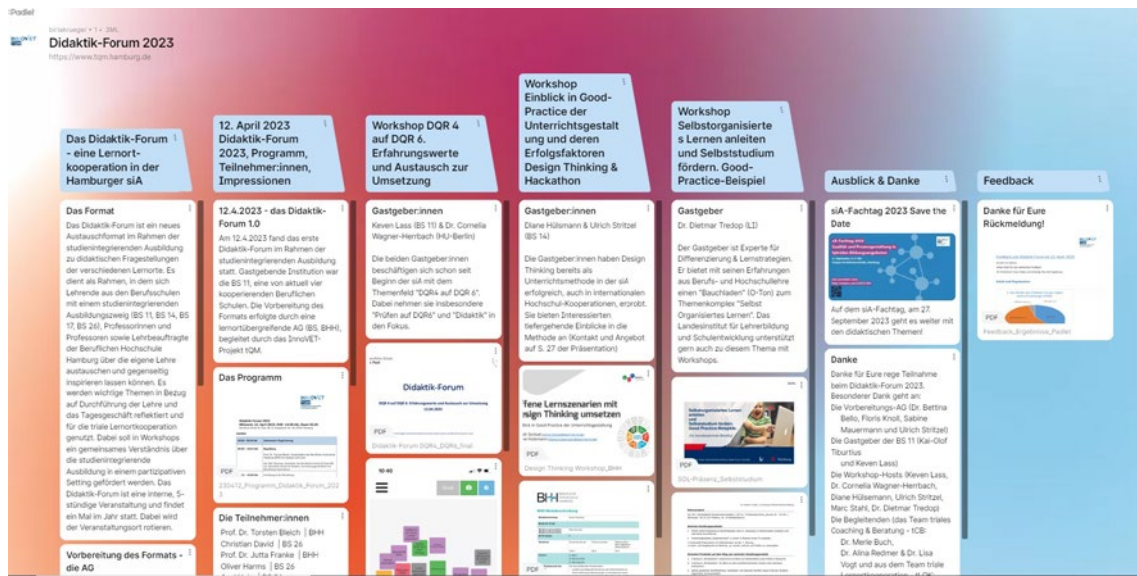 :Padlet
Didaktik-Forum 2023
https://www.tqm.hamburg.de
Das Didaktik-Forum
- eine Lernort-
kooperation in der
Hamburger siA
Das Format
Das Didaktik-Forum ist ein neues
Austauschformat im Rahmen der
studienintegrierenden Ausbildung
zu didaktischen Fragestellungen
der verschiedenen Lernorte. Es
dient als Rahmen, in dem sich
Lehrende aus den Berufsschulen
mit einem studienintegrierenden
Ausbildungszweig (BS 11, BS 14, BS
17, BS 26), Professorinnen und
Professoren sowie Lehrbeauftragte
der Beruflichen Hochschule
Hamburg über die eigene Lehre
austauschen und gegenseitig
inspirieren lassen können. Es
werden wichtige Themen in Bezug
auf Durchführung der Lehre und
das Tagesgeschäft reflektiert und
für die triale Lernortkooperation
genutzt. Dabei soll in Workshops
ein gemeinsames Verständnis über
die studienintegrierende
Ausbildung in einem partizipativen
Setting gefördert werden. Das
Didaktik-Forum ist eine interne, 5-
stündige Veranstaltung und findet
ein Mal im Jahr statt. Dabei wird
der Veranstaltungsort rotieren.
Vorbereitung des Formats -
die AG
12. April 2023
Didaktik-Forum
2023, Programm,
Teilnehmer:innen,
Impressionen
12.4.2023 - das Didaktik-
Forum 1.0
Am 12.4.2023 fand das erste
Didaktik-Forum im Rahmen der
studienintegrierenden Ausbildung
statt. Gastgebende Institution war
die BS 11, eine von aktuell vier
kooperierenden Beruflichen
Schulen. Die Vorbereitung des
Formats erfolgte durch eine
lernortübergreifende AG (BS, BHH),
begleitet durch das InnoVET-
Projekt tQM.
Das Programm
PDF
230412_Programm_Didaktik_Forum_202
3
Die Teilnehmer:innen
Prof. Dr. Torsten Bleich | BHH
Christian David | BS 26
Prof. Dr. Jutta Franke | BHH
Oliver Harms | BS 11
Workshop DQR 4
auf DQR 6.
Erfahrungswerte
und Austausch zur
Umsetzung
Gastgeber:innen
Keven Lass (BS 11) & Dr. Cornelia
Wagner-Herrbach (HU-Berlin)
Die beiden Gastgeber:innen
beschäftigen sich schon seit
Beginn der siA mit dem
Themenfeld "DQR4 auf DQR 6".
Dabei nehmer sie insbesondere
"Prüfen auf DQR6" und "Didaktik" in
den Fokus.
Didaktik-Forum
PDF
Didaktik-Forum DQR4_DQR6_final
10:40
Workshop
Einblick in Good-
Practice der
Unterrichtsgestalt
ung und deren
Erfolgsfaktoren
Design Thinking &
Hackathon
Gastgeber:innen
Diane Hülsmann & Ulrich Stritzel
(BS 14)
Die Gastgeber:innen haben Design
Thinking bereits als
Unterrichtsmethode in der siA
erfolgreich, auch in internationalen
Hochschul-Kooperationen, erprobt.
Sie bieten Interessierten
tiefergehende Einblicke in die
Methode an (Kontakt und Angebot
auf S. 27 der Präsentation)
fene Lernszenarien mit
sign Thinking umsetzen
PDF
Design Thinking Workshop_BHH
BHH
PDF
Workshop
Selbstorganisierte
s Lernen anleiten
und Selbststudium
fördern. Good-
Practice-Beispiel
Gastgeber
Dr. Dietmar Tredop (LI)
Der Gastgeber ist Experte für
Differenzierung & Lernstrategien.
Er bietet mit seinen Erfahrungen
aus Berufs- und Hochschullehre
einen "Bauchladen" (O-Ton) zum
Themenkomplex "Selbst
Organisiertes Lernen". Das
Landesinstitut für Lehrerbildung
und Schulentwicklung unterstützt
gern auch zu diesem Thema mit
Workshops.
PDF
SOL-Präsenz_Selbststudium
Ausblick & Danke
siA-Fachtag 2023 Save the
Date
Auf dem siA-Fachtag, am 27.
September 2023 geht es weiter mit
den didaktischen Themen!
Danke
Danke für Eure rege Teilnahme
beim Didaktik-Forum 2023.
Besonderer Dank geht an:
Die Vorbereitungs-AG (Dr. Bettina
Bello, Floris Knoll, Sabine
Mauermann und Ulrich Stritzel)
Die Gastgeber der BS 11 (Kai-Olof
Tiburtius
und Keven Lass)
Die Workshop-Hosts (Keven Lass,
Dr. Cornelia Wagner-Herrbach,
Diane Hülsemann, Ulrich Stritzel,
Marc Stahl, Dr. Dietmar Tredop)
Die Begleitenden (das Team triales
Coaching & Beratung - tCB:
Dr. Merle Buch,
Dr. Alina Redmer & Dr. Lisa
Vogt und aus dem Team triale
Feedback
Danke für Eure
Rückmeldung!
PDF
Feedback_Ergebnisse_Padlet